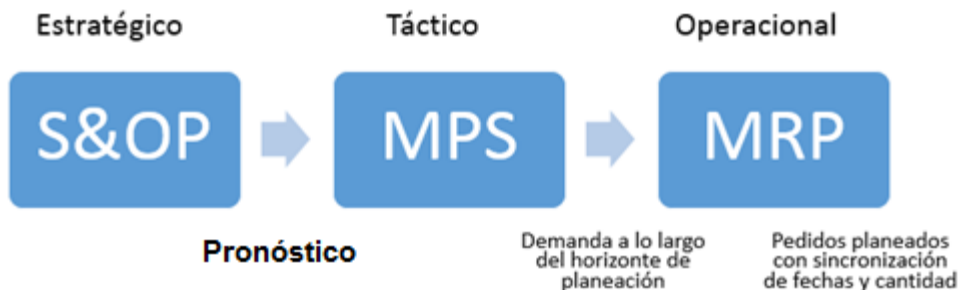 Estratégico
Táctico
Operacional
S&OP
MPS
MRP
Pronóstico
Demanda a lo largo
del horizonte de
planeación
Pedidos planeados
con sincronización
de fechas y cantidad